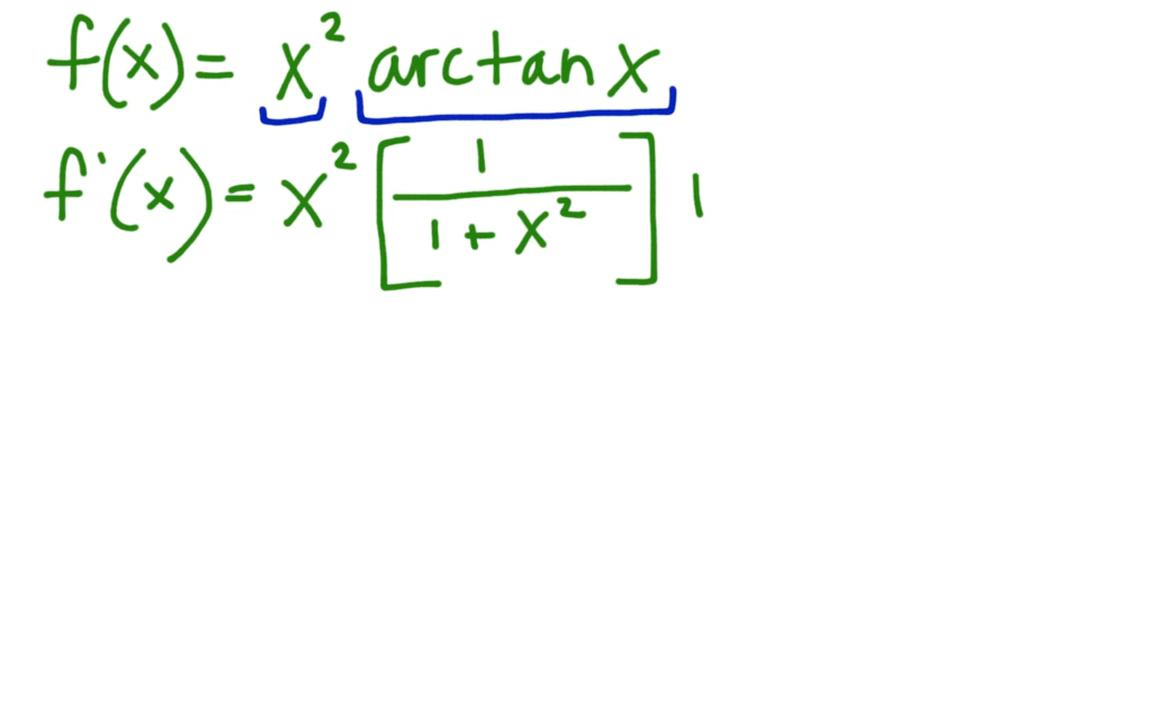 f(x) = x² arctan x
f'(x) = x² [ 1 / (1 + x²) ] 1